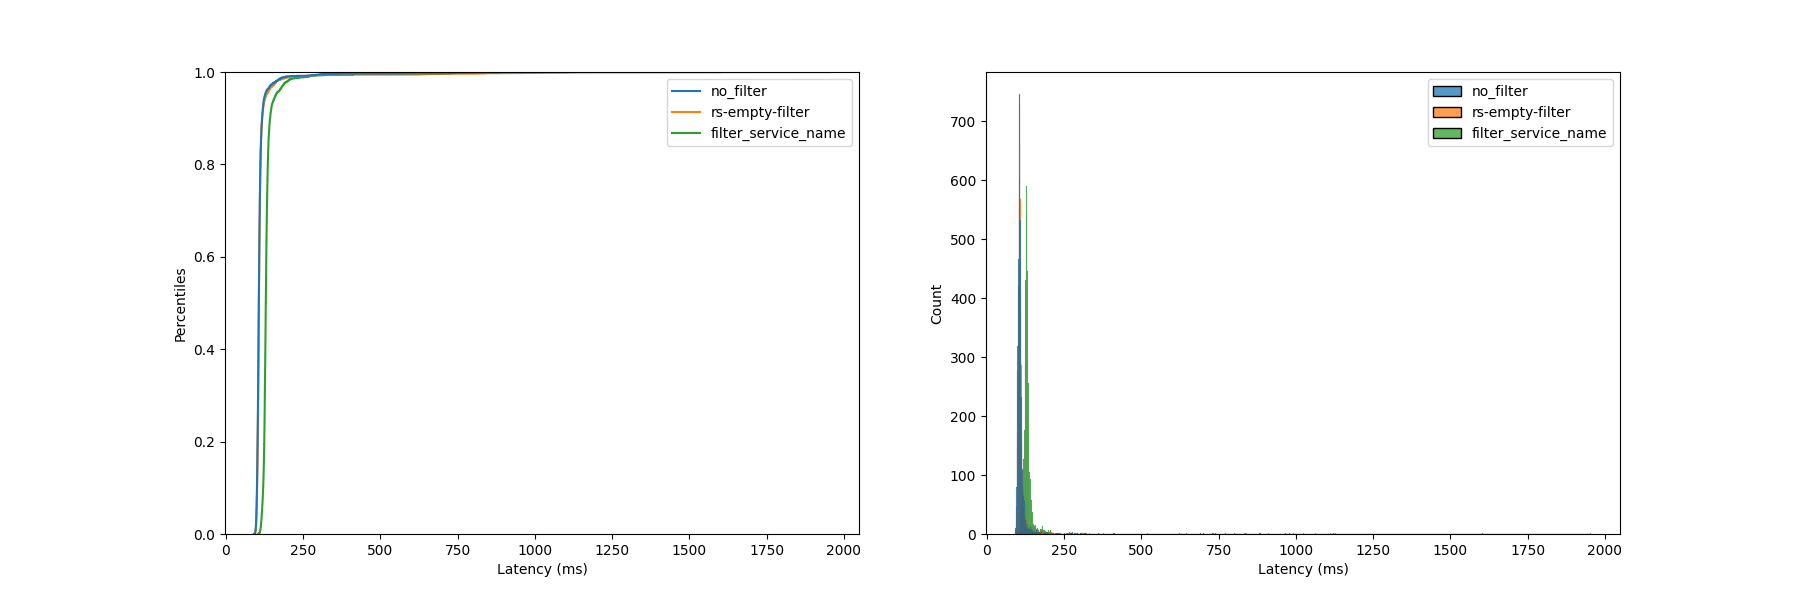 1.0
0.8
0.6
0.4
0.2
0.0
Percentiles
0 250 500 750 1000 1250 1500 1750 2000
Latency (ms)
no_filter
rs-empty-filter
filter_service_name
700
600
500
400
300
200
100
0
Count
0 250 500 750 1000 1250 1500 1750 2000
Latency (ms)
no_filter
rs-empty-filter
filter_service_name